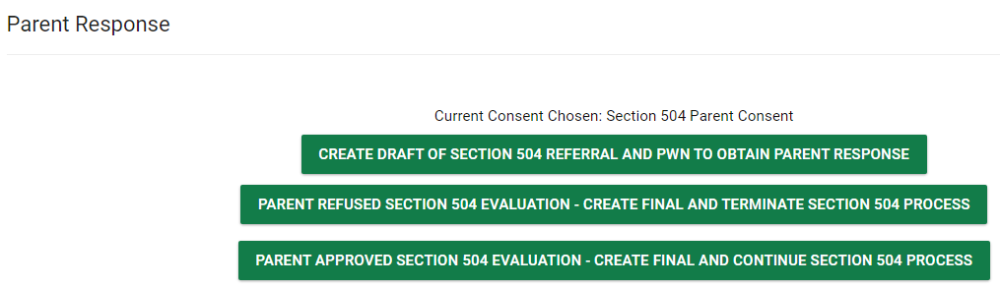 Parent Response
Current Consent Chosen: Section 504 Parent Consent
CREATE DRAFT OF SECTION 504 REFERRAL AND PWN TO OBTAIN PARENT RESPONSE
PARENT REFUSED SECTION 504 EVALUATION - CREATE FINAL AND TERMINATE SECTION 504 PROCESS
PARENT APPROVED SECTION 504 EVALUATION - CREATE FINAL AND CONTINUE SECTION 504 PROCESS